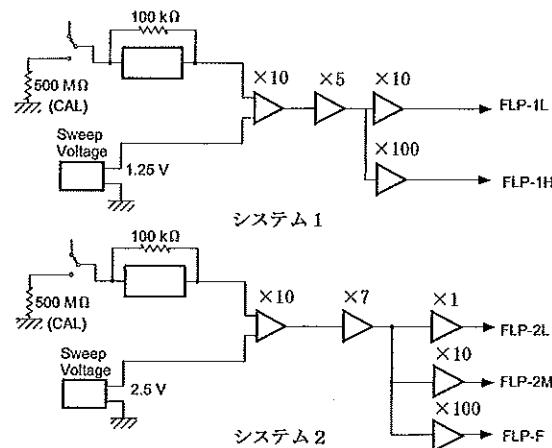 100 kΩ
500 MΩ
(CAL)
×10
×5
×10
FLP-1L
Sweep
Voltage
1.25 V
×100
FLP-1H
システム1
100 kΩ
500 MΩ
(CAL)
×10
×7
×1
FLP-2L
Sweep
Voltage
2.5 V
×10
FLP-2M
×100
FLP-F
システム2